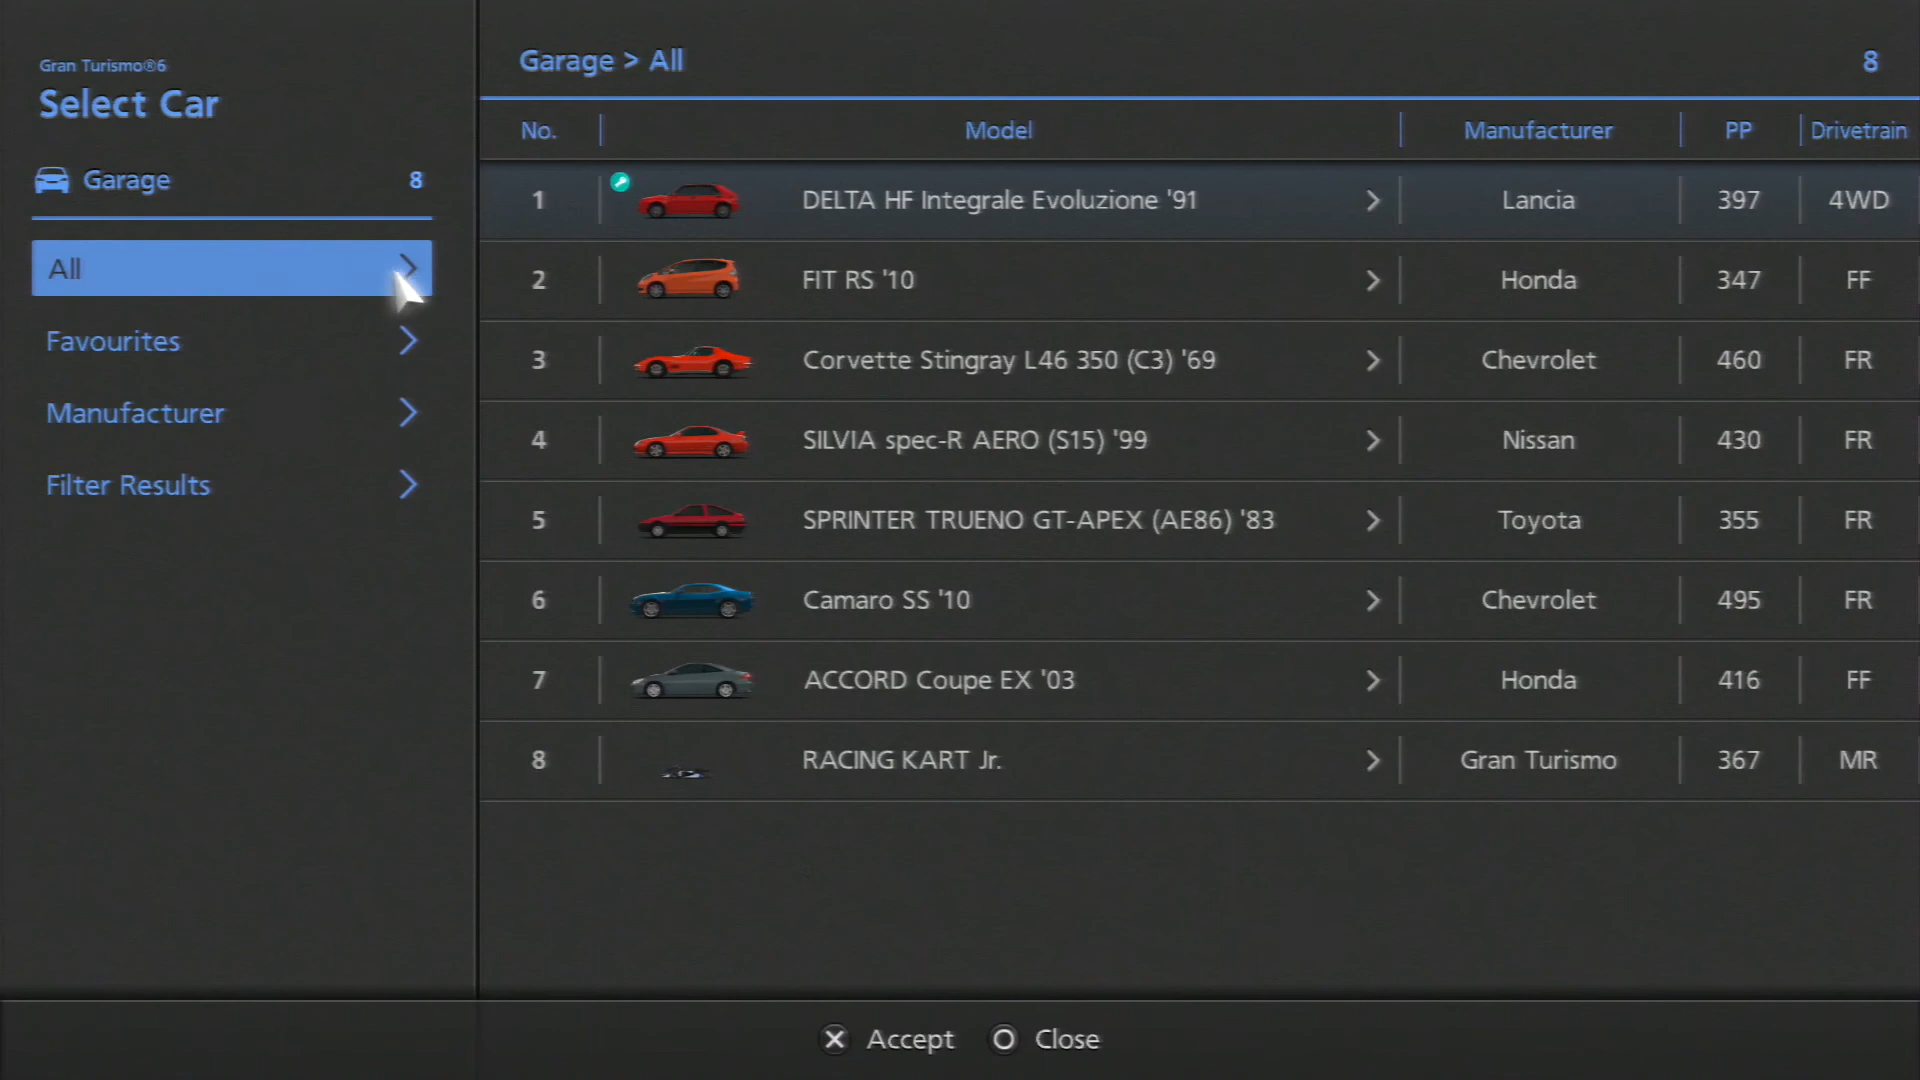 Gran Turismo®6
Select Car
Garage 8
All
Favourites
Manufacturer
Filter Results
Garage > All 8
No. Model Manufacturer PP Drivetrain
1 DELTA HF Integrale Evoluzione '91 Lancia 397 4WD
2 FIT RS '10 Honda 347 FF
3 Corvette Stingray L46 350 (C3) '69 Chevrolet 460 FR
4 SILVIA spec-R AERO (S15) '99 Nissan 430 FR
5 SPRINTER TRUENO GT-APEX (AE86) '83 Toyota 355 FR
6 Camaro SS '10 Chevrolet 495 FR
7 ACCORD Coupe EX '03 Honda 416 FF
8 RACING KART Jr. Gran Turismo 367 MR
Accept Close